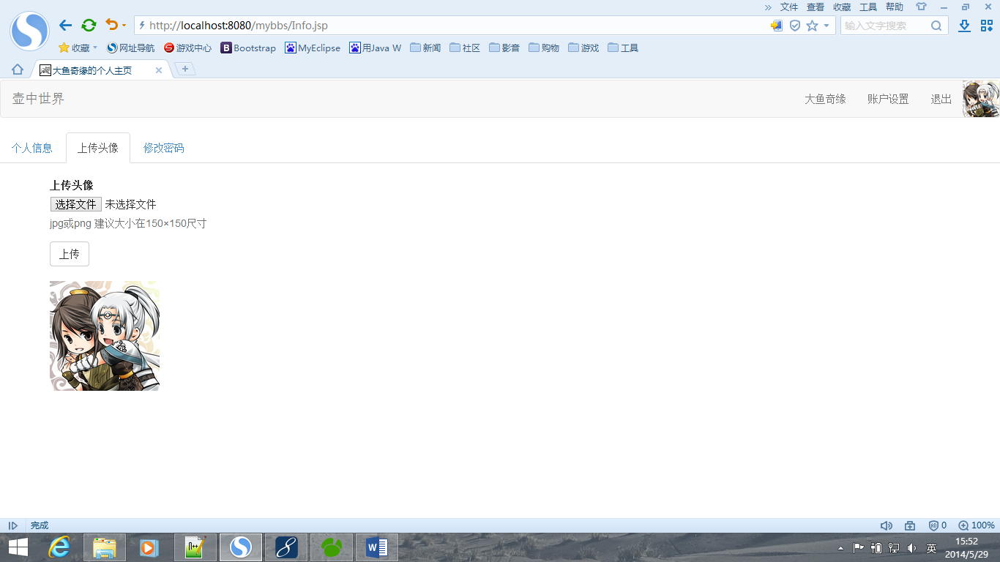 » 文件 查看 收藏 工具 帮助
http://localhost:8080/mybbs/Info.jsp 输入文字搜索
收藏 网址导航 游戏中心 Bootstrap MyEclipse 用Java W 新闻 社区 影音 购物 游戏 工具
大鱼奇缘的个人主页
壶中世界 大鱼奇缘 账户设置 退出
个人信息 上传头像 修改密码
上传头像
选择文件 未选择文件
jpg或png 建议大小在150×150尺寸
上传
完成 0 100%
英 15:52
2014/5/29